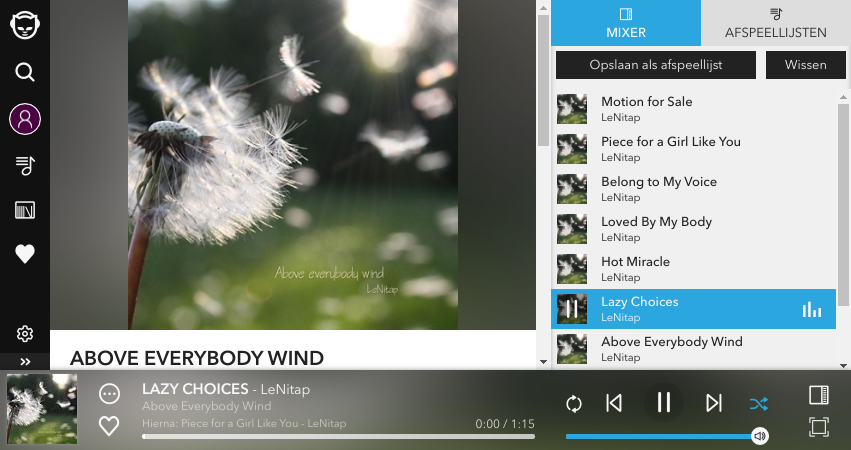 MIXER
AFSPEELLIJSTEN
Opslaan als afspeellijst
Wissen
Motion for Sale
LeNitap
Piece for a Girl Like You
LeNitap
Belong to My Voice
LeNitap
Loved By My Body
LeNitap
Hot Miracle
LeNitap
Lazy Choices
LeNitap
Above Everybody Wind
LeNitap
Above everybody wind
LeNitap
ABOVE EVERYBODY WIND
LAZY CHOICES - LeNitap
Above Everybody Wind
Hierna: Piece for a Girl Like You - LeNitap
0:00 / 1:15